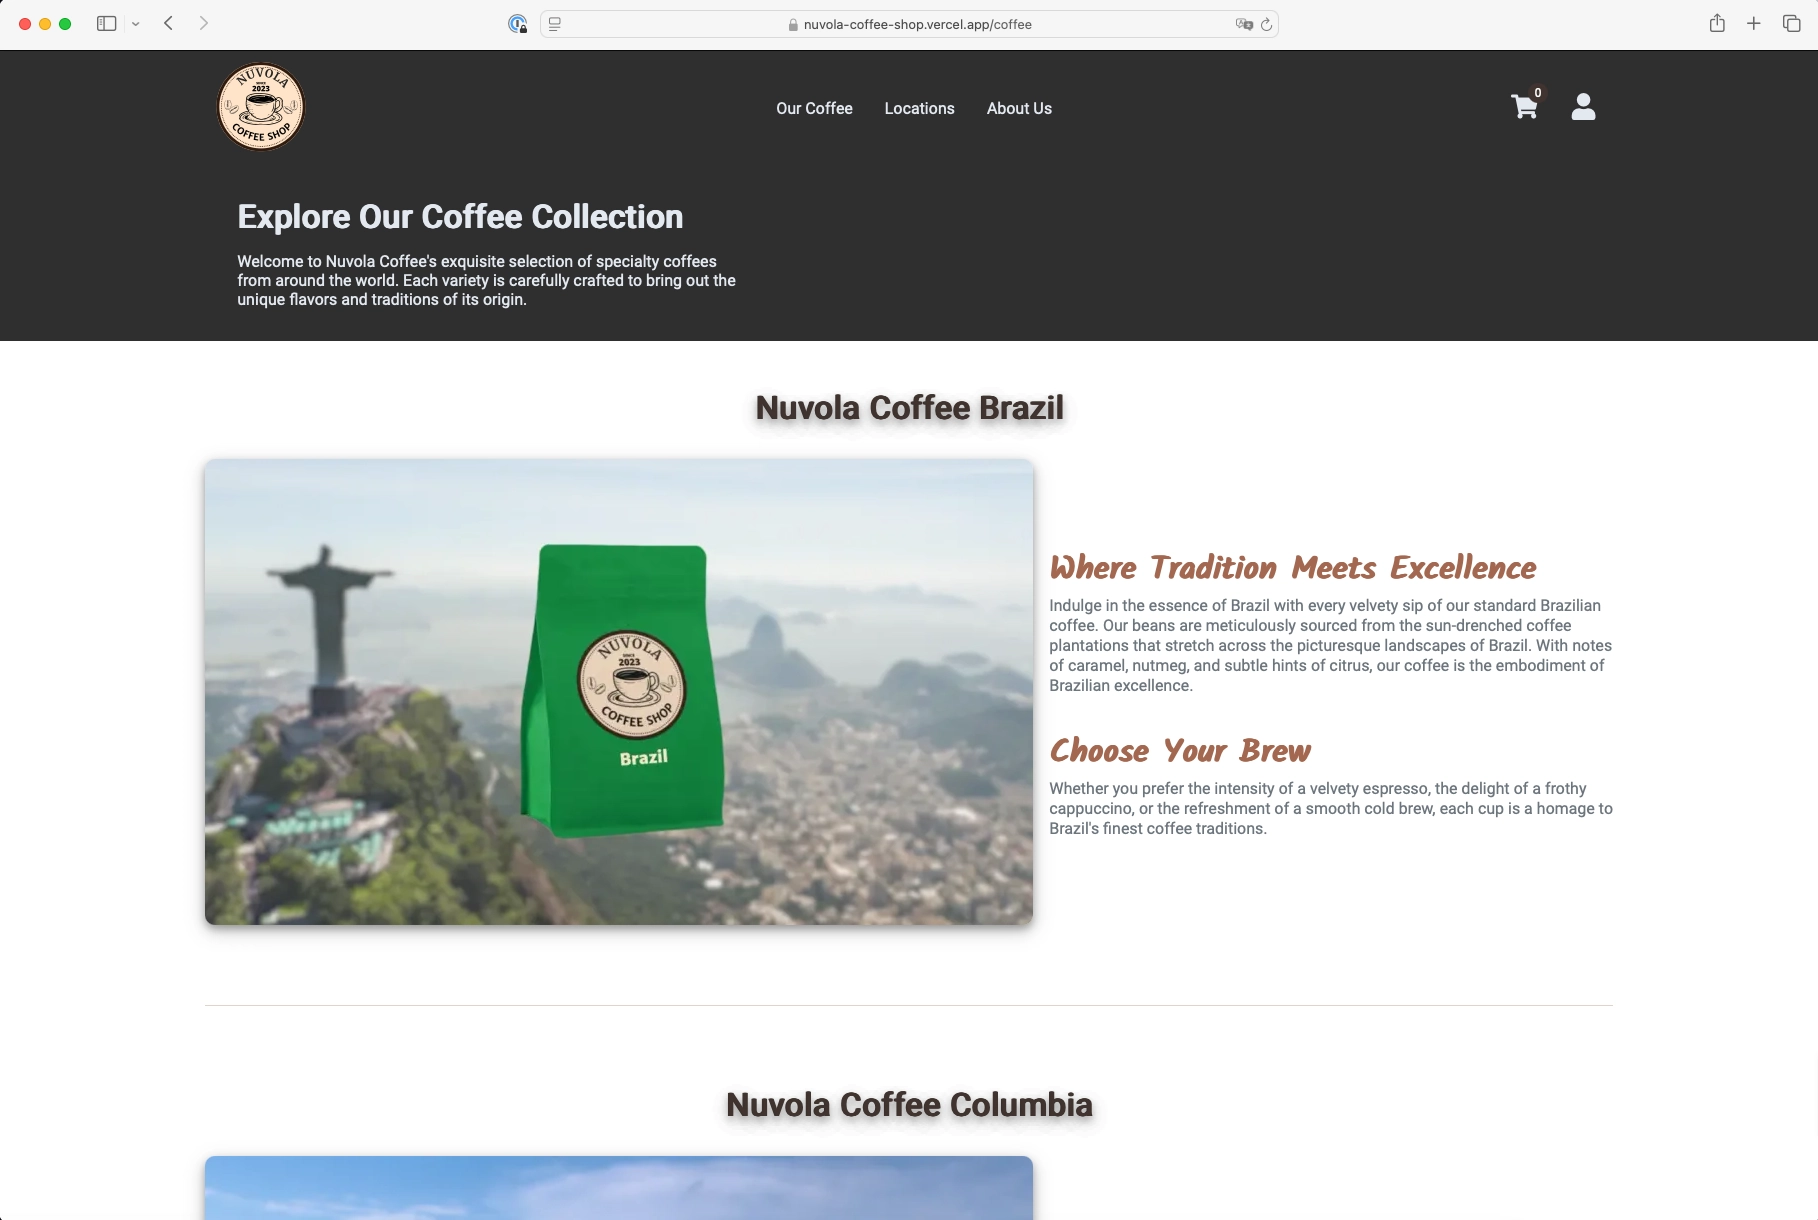 nuvola-coffee-shop.vercel.app/coffee
NUVOLA
SINCE
2023
COFFEE SHOP
Our Coffee
Locations
About Us
0
Explore Our Coffee Collection
Welcome to Nuvola Coffee's exquisite selection of specialty coffees
from around the world. Each variety is carefully crafted to bring out the
unique flavors and traditions of its origin.
Nuvola Coffee Brazil
NUVOLA
SINCE
2023
COFFEE SHOP
Brazil
Where Tradition Meets Excellence
Indulge in the essence of Brazil with every velvety sip of our standard Brazilian
coffee. Our beans are meticulously sourced from the sun-drenched coffee
plantations that stretch across the picturesque landscapes of Brazil. With notes
of caramel, nutmeg, and subtle hints of citrus, our coffee is the embodiment of
Brazilian excellence.
Choose Your Brew
Whether you prefer the intensity of a velvety espresso, the delight of a frothy
cappuccino, or the refreshment of a smooth cold brew, each cup is a homage to
Brazil's finest coffee traditions.
Nuvola Coffee Columbia